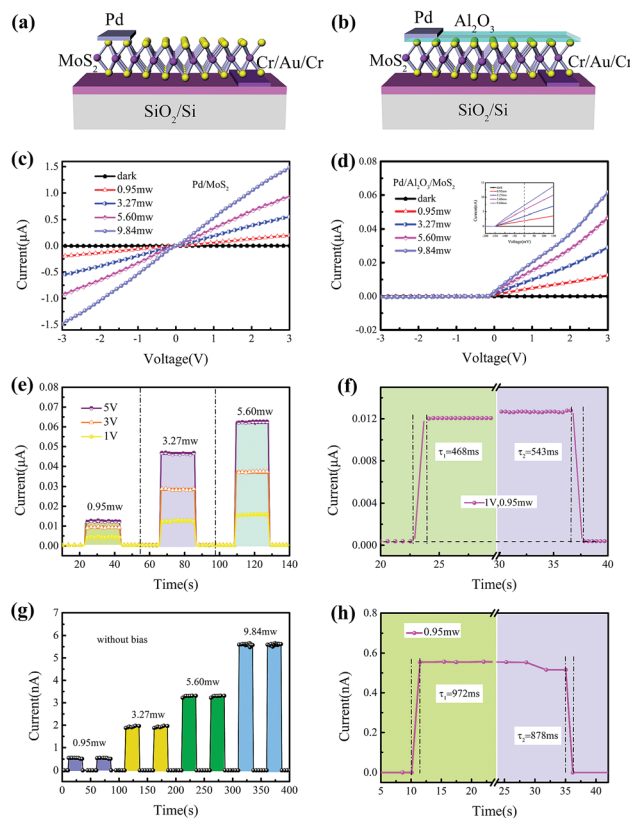 (a)
Pd
MoS2
Cr/Au/Cr
SiO2/Si
(b)
Pd
Al2O3
MoS2
Cr/Au/Cr
SiO2/Si
(c)
1.5
1.0
0.5
0.0
-0.5
-1.0
-1.5
Current(μA)
dark
0.95mw
3.27mw
5.60mw
9.84mw
Pd/MoS2
-3 -2 -1 0 1 2 3
Voltage(V)
(d)
0.08
0.06
0.04
0.02
0.00
-0.02
Current(μA)
Pd/Al2O3/MoS2
dark
0.95mw
3.27mw
5.60mw
9.84mw
Voltage(mV)
-3 -2 -1 0 1 2 3
Voltage(V)
(e)
0.08
0.07
0.06
0.05
0.04
0.03
0.02
0.01
0.00
Current(μA)
5V
3V
1V
0.95mw
3.27mw
5.60mw
20 40 60 80 100 120 140
Time(s)
(f)
0.012
0.008
0.004
0.000
Current(μA)
τ1=468ms
τ2=543ms
1V,0.95mw
20 25 30 35 40
Time(s)
(g)
7
6
5
4
3
2
1
0
Current(nA)
without bias
0.95mw
3.27mw
5.60mw
9.84mw
0 50 100 150 200 250 300 350 400
Time(s)
(h)
0.8
0.6
0.4
0.2
0.0
Current(nA)
0.95mw
τ1=972ms
τ2=878ms
5 10 15 20 25 30 35 40
Time(s)